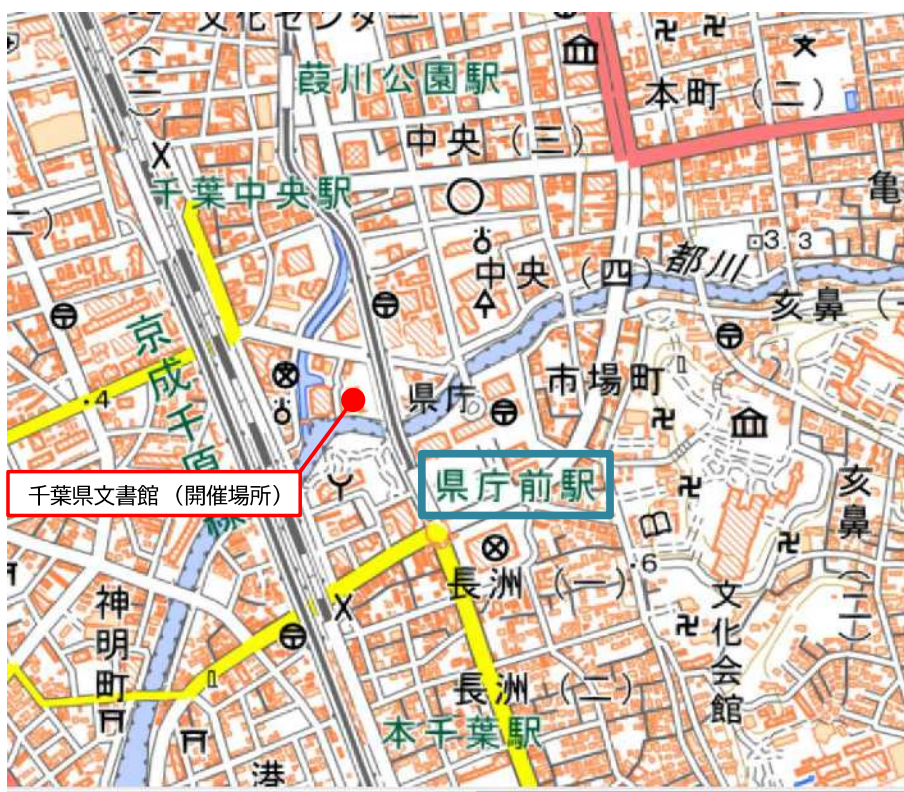 文化センター
葭川公園駅
本町(二)
中央(三)
千葉中央駅
(二)
亀
二)
3.3
都川
中央(四)
亥鼻(一
京成千原線
・4
県庁
市場町
千葉県文書館(開催場所)
県庁前駅
亥鼻(二)
・6
長洲(一)
文化会館
神明町
長洲(二)
本千葉駅
港